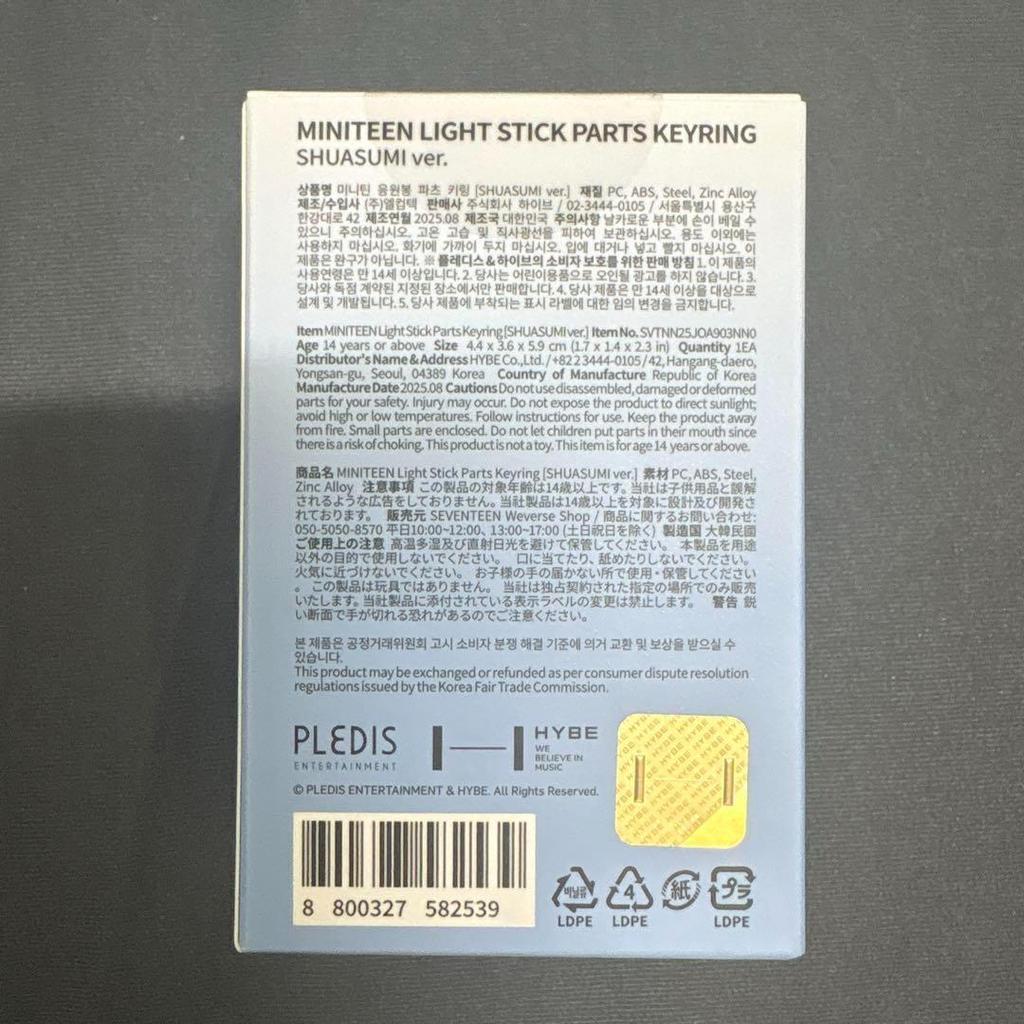 MINITEEN LIGHT STICK PARTS KEYRING
SHUASUMI ver.
상품명 미니틴 응원봉 파츠 키링 [SHUASUMI ver.] 재질 PC, ABS, Steel, Zinc Alloy
제조/수입사 (주)엘컴텍 판매사 주식회사 하이브 / 02-3444-0105 / 서울특별시 용산구
한강대로 42 제조연월 2025.08 제조국 대한민국 주의사항 날카로운 부분에 손이 베일 수
있으니 주의하십시오. 고온 고습 및 직사광선을 피하여 보관하십시오. 용도 이외에는
사용하지 마십시오. 화기에 가까이 두지 마십시오. 입에 대거나 넣고 빨지 마십시오. 이
제품은 완구가 아닙니다. ※ 플레디스 & 하이브의 소비자 보호를 위한 판매 방침 1. 이 제품의
사용연령은 만 14세 이상입니다. 2. 당사는 어린이용품으로 오인될 광고를 하지 않습니다. 3.
당사와 독점 계약된 지정된 장소에서만 판매합니다. 4. 당사 제품은 만 14세 이상을 대상으로
설계 및 개발됩니다. 5. 당사 제품에 부착되는 표시 라벨에 대한 임의 변경을 금지합니다.
Item MINITEEN Light Stick Parts Keyring [SHUASUMI ver.] Item No. SVTNN25JOA903NN0
Age 14 years or above Size 4.4 x 3.6 x 5.9 cm (1.7 x 1.4 x 2.3 in) Quantity 1EA
Distributor's Name & Address HYBE Co., Ltd. / +82 2 3444-0105 / 42, Hangang-daero,
Yongsan-gu, Seoul, 04389 Korea Country of Manufacture Republic of Korea
Manufacture Date 2025.08 Cautions Do not use disassembled, damaged or deformed
parts for your safety. Injury may occur. Do not expose the product to direct sunlight;
avoid high or low temperatures. Follow instructions for use. Keep the product away
from fire. Small parts are enclosed. Do not let children put parts in their mouth since
there is a risk of choking. This product is not a toy. This item is for age 14 years or above.
商品名 MINITEEN Light Stick Parts Keyring [SHUASUMI ver.] 素材 PC, ABS, Steel,
Zinc Alloy 注意事項 この製品の対象年齢は14歳以上です。当社は子供用品と誤解
されるような広告をしておりません。当社製品は14歳以上を対象に設計及び開発さ
れております。 販売元 SEVENTEEN Weverse Shop / 商品に関するお問い合わせ:
050-5050-8570 平日10:00~12:00、13:00~17:00 (土日祝日を除く) 製造国 大韓民國
ご使用上の注意 高温多湿及び直射日光を避けて保管してください。 本製品を用途
以外の目的で使用しないでください。 口に当てたり、舐めたりしないでください。
火気に近づけないでください。 お子様の手の届かない所で使用・保管してください
。 この製品は玩具ではありません。 当社は独占契約された指定の場所でのみ販売
いたします。当社製品に添付されている表示ラベルの変更は禁止します。 警告 鋭
い断面で手が切れる恐れがあるのでご注意ください。
본 제품은 공정거래위원회 고시 소비자 분쟁 해결 기준에 의거 교환 및 보상을 받으실 수
있습니다.
This product may be exchanged or refunded as per consumer dispute resolution
regulations issued by the Korea Fair Trade Commission.
PLEDIS
ENTERTAINMENT
HYBE
WE
BELIEVE IN
MUSIC
© PLEDIS ENTERTAINMENT & HYBE. All Rights Reserved.
8 800327 582539
비닐류 4 紙 プラ
LDPE LDPE LDPE